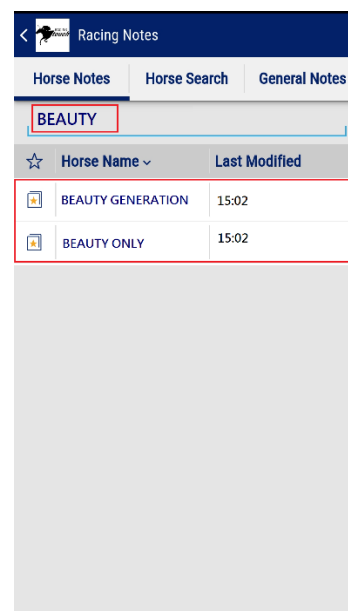 Racing Notes
Horse Notes Horse Search General Notes
BEAUTY
Horse Name Last Modified
BEAUTY GENERATION 15:02
BEAUTY ONLY 15:02